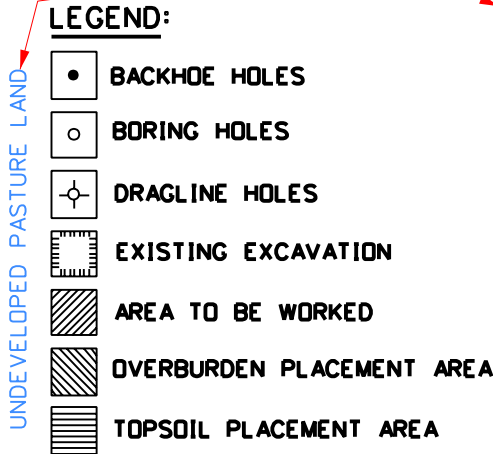 LEGEND:
BACKHOE HOLES
BORING HOLES
DRAGLINE HOLES
EXISTING EXCAVATION
AREA TO BE WORKED
OVERBURDEN PLACEMENT AREA
TOPSOIL PLACEMENT AREA
UNDEVELOPED PASTURE LAND